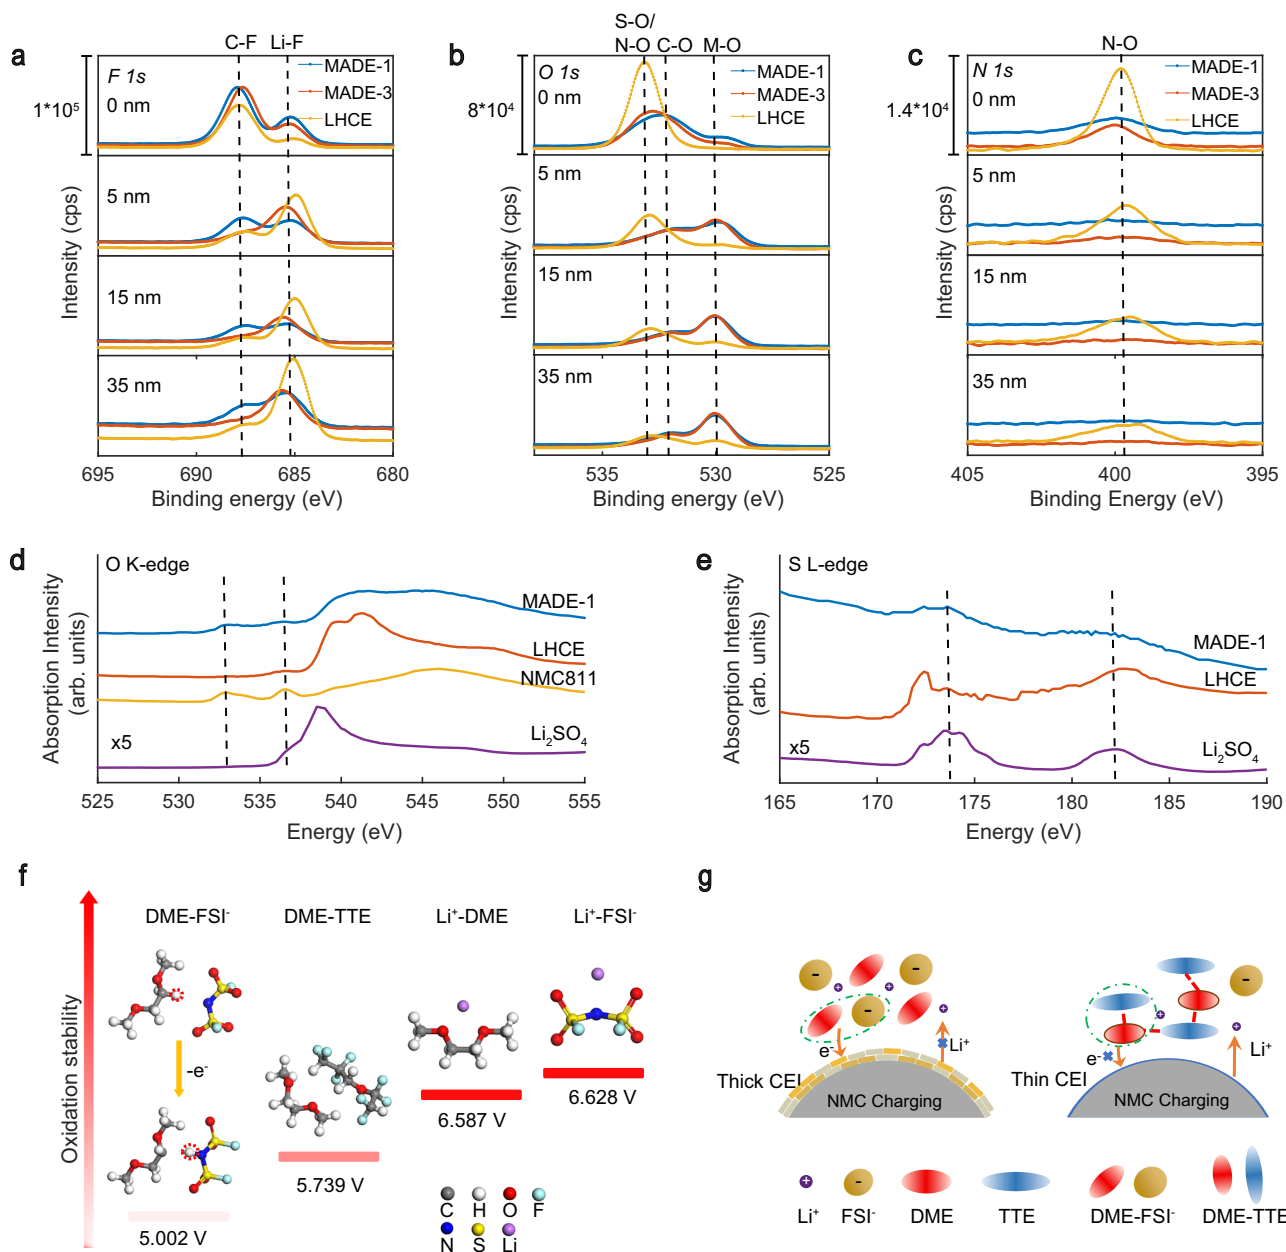 a
C-F Li-F
F 1s
0 nm
MADE-1
MADE-3
LHCE
1*10⁵
5 nm
15 nm
35 nm
Intensity (cps)
695 690 685 680
Binding energy (eV)
b
S-O/
N-O C-O M-O
O 1s
0 nm
MADE-1
MADE-3
LHCE
8*10⁴
5 nm
15 nm
35 nm
Intensity (cps)
535 530 525
Binding energy (eV)
c
N-O
N 1s
0 nm
MADE-1
MADE-3
LHCE
1.4*10⁴
5 nm
15 nm
35 nm
Intensity (cps)
405 400 395
Binding Energy (eV)
d
O K-edge
MADE-1
LHCE
NMC811
x5
Li₂SO₄
Absorption Intensity
(arb. units)
525 530 535 540 545 550 555
Energy (eV)
e
S L-edge
MADE-1
LHCE
x5
Li₂SO₄
Absorption Intensity
(arb. units)
165 170 175 180 185 190
Energy (eV)
f
Oxidation stability
DME-FSI⁻ DME-TTE Li⁺-DME Li⁺-FSI⁻
-e⁻
5.002 V
5.739 V
6.587 V
6.628 V
C H O F
N S Li
g
- - - -
+ + +
e⁻
Li⁺
Thick CEI
NMC Charging
-
+ +
e⁻
Li⁺
Thin CEI
NMC Charging
+ - -
Li⁺ FSI⁻ DME TTE DME-FSI⁻ DME-TTE